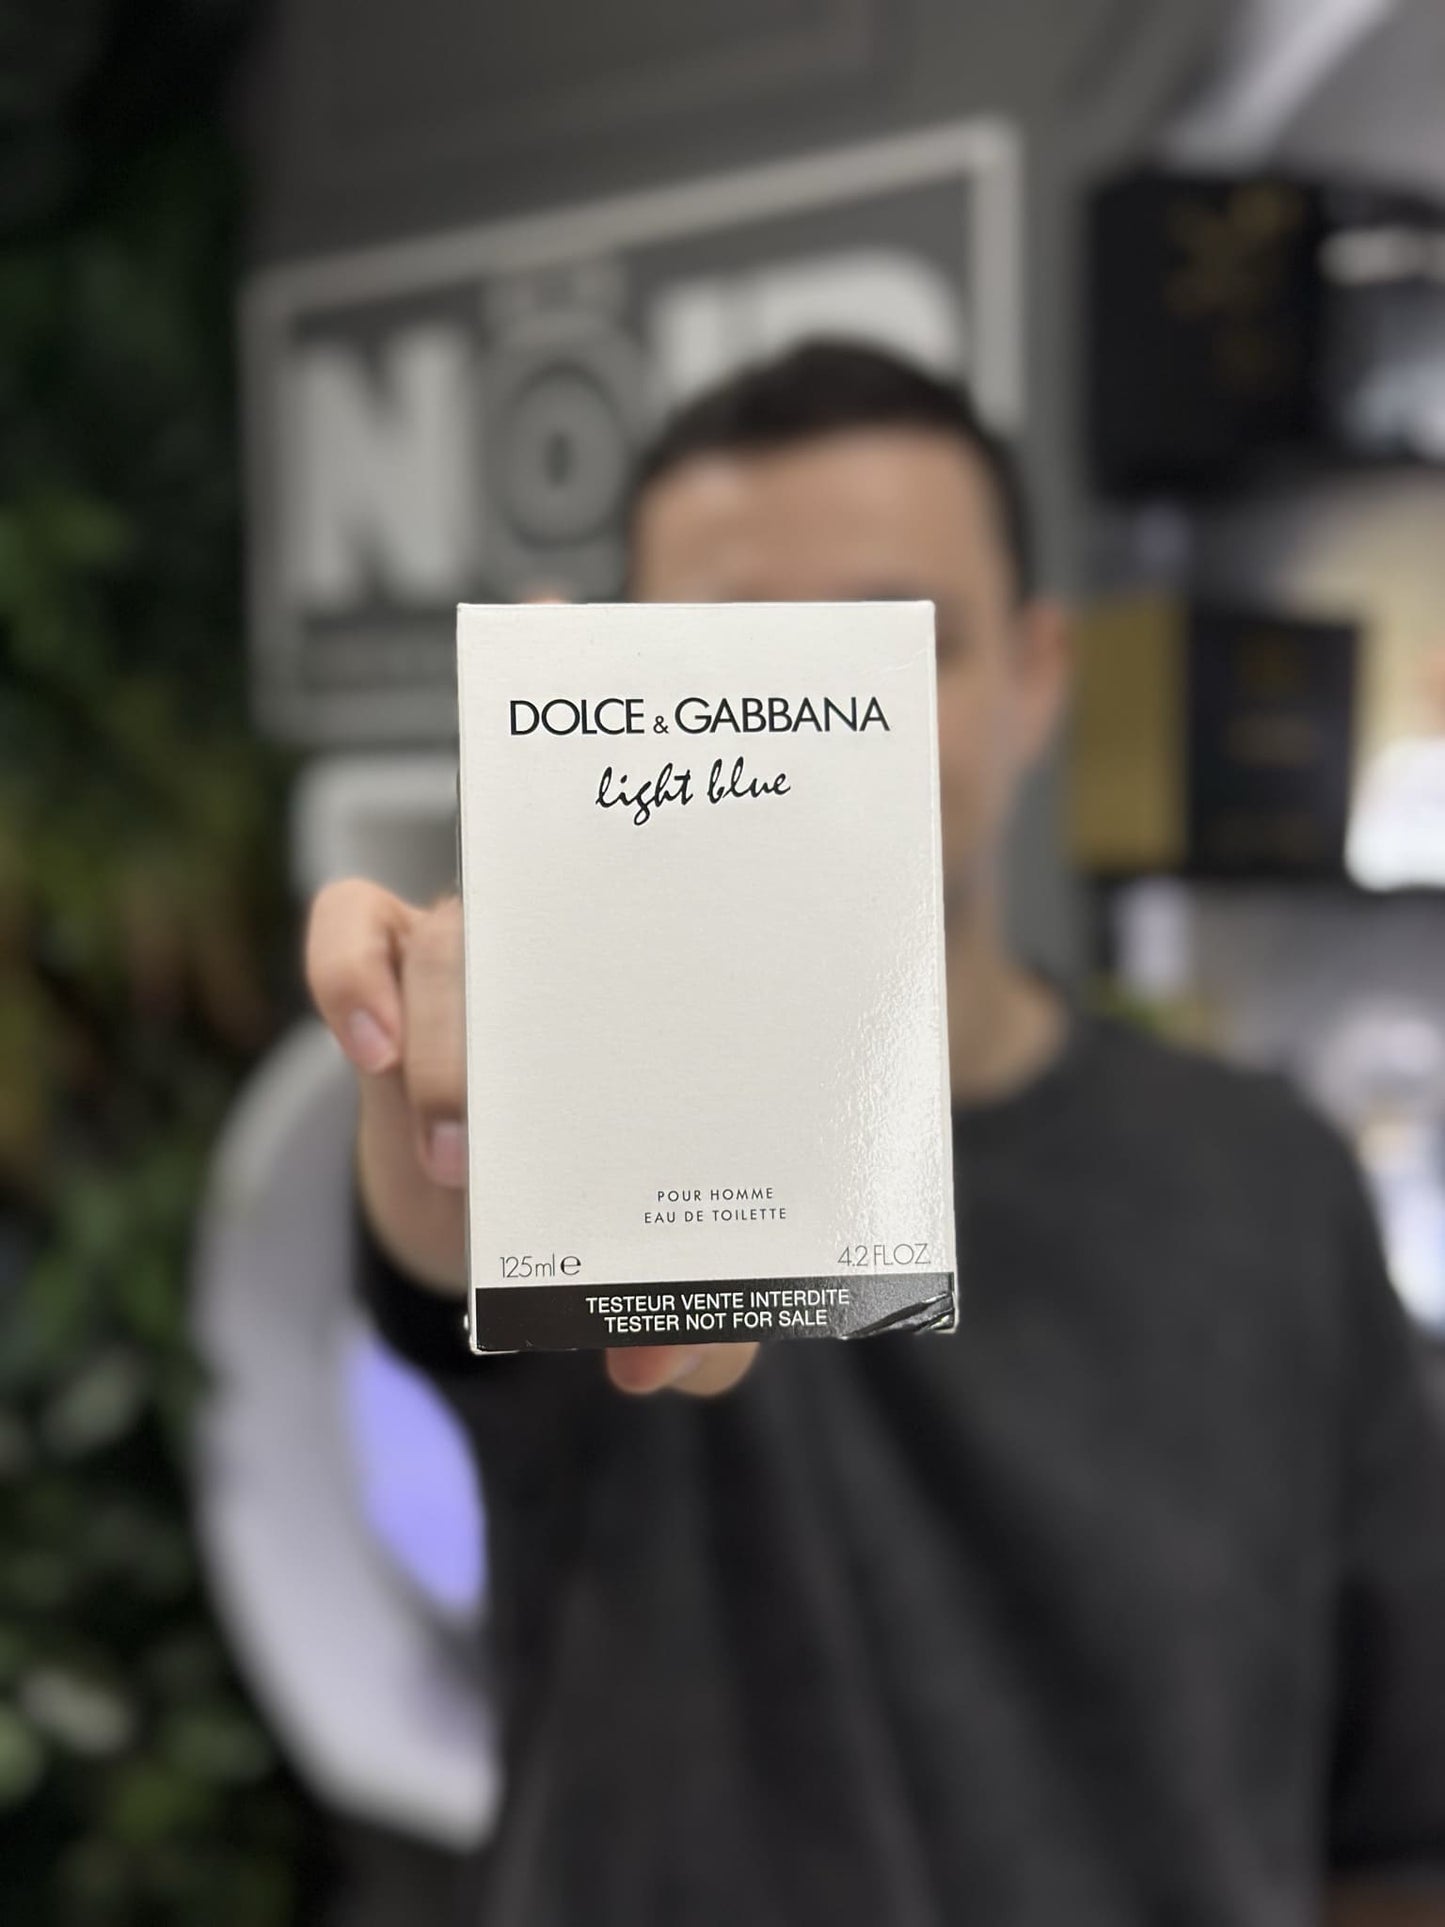 NOIR
DOLCE & GABBANA
light blue
POUR HOMME
EAU DE TOILETTE
125ml e
4.2 FL.OZ.
TESTEUR VENTE INTERDITE
TESTER NOT FOR SALE